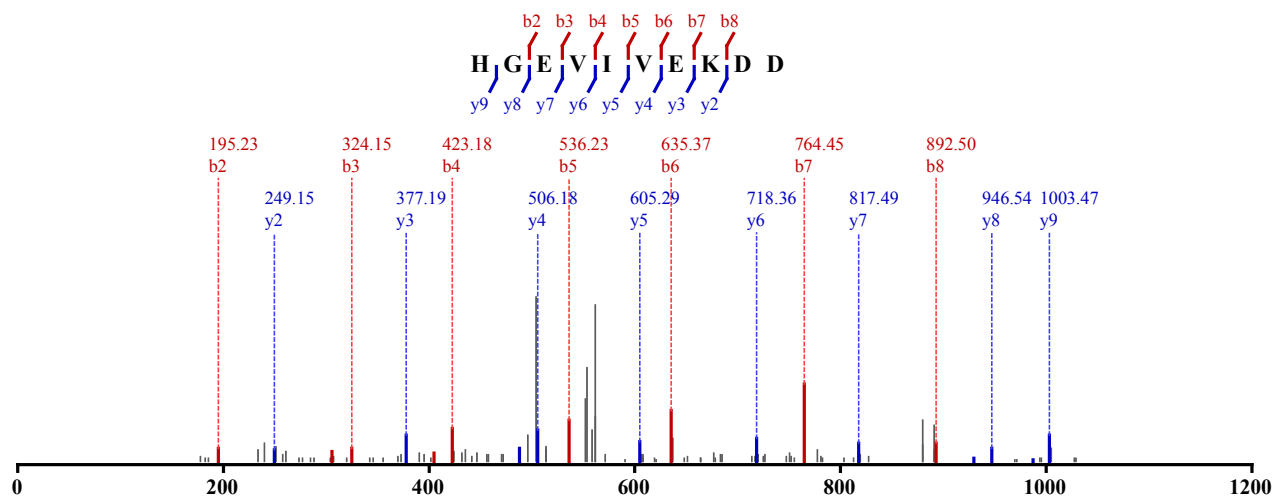 b2 b3 b4 b5 b6 b7 b8
H G E V I V E K D D
y9 y8 y7 y6 y5 y4 y3 y2
195.23 324.15 423.18 536.23 635.37 764.45 892.50
b2 b3 b4 b5 b6 b7 b8
249.15 377.19 506.18 605.29 718.36 817.49 946.54 1003.47
y2 y3 y4 y5 y6 y7 y8 y9
0 200 400 600 800 1000 1200